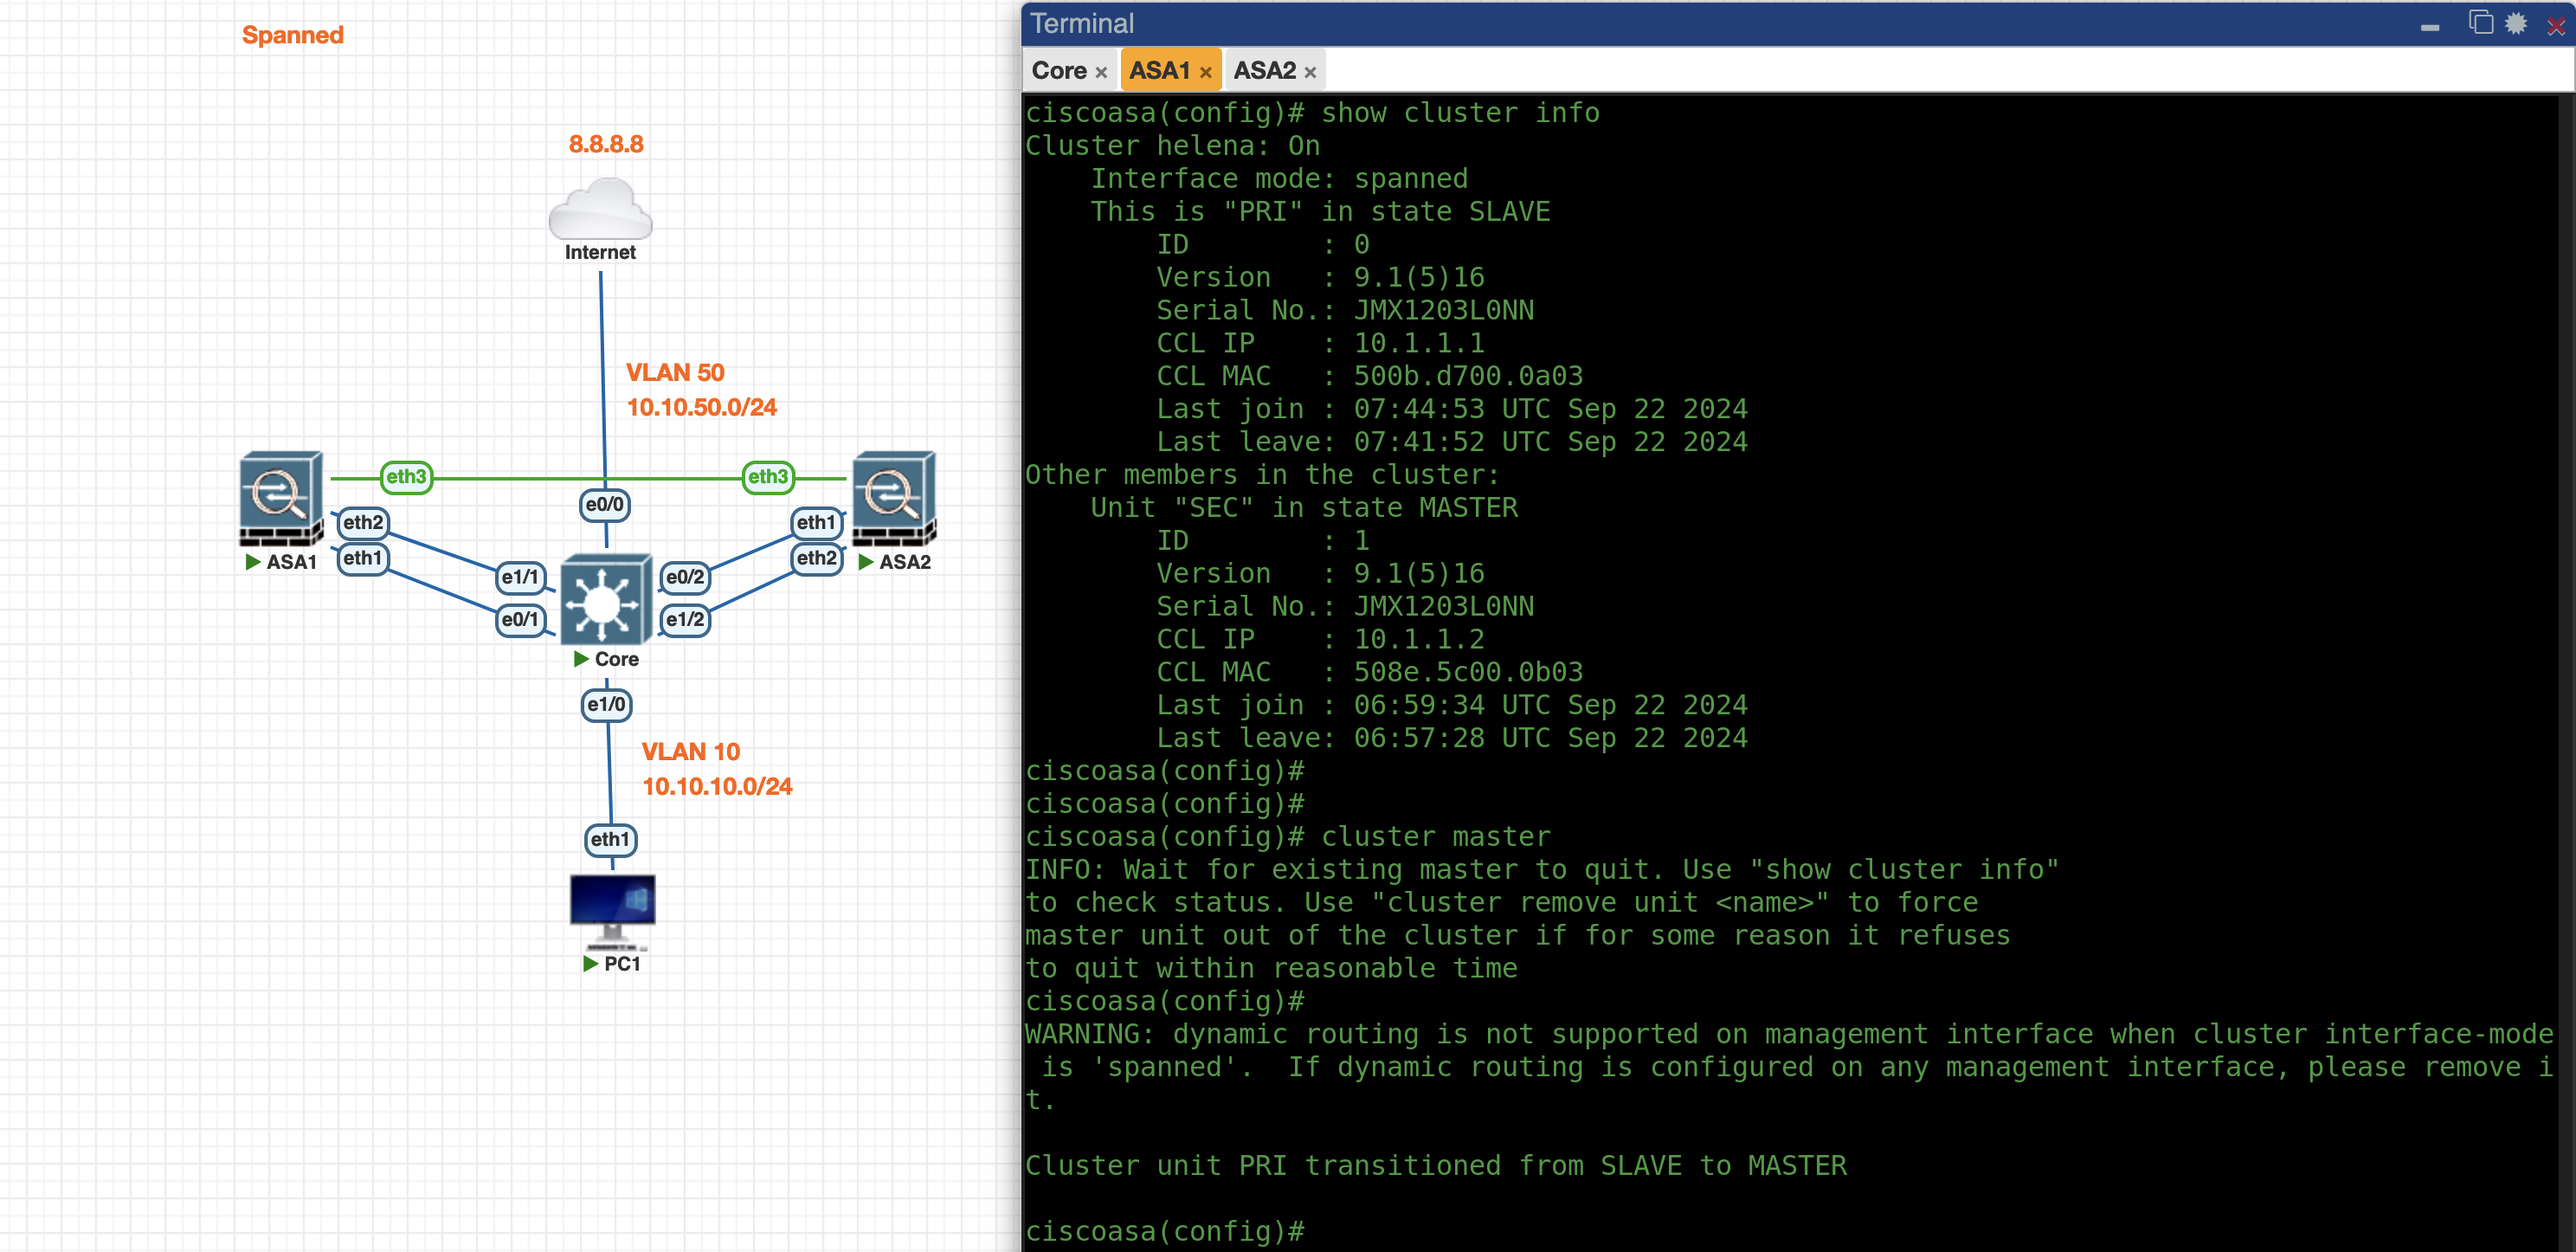 Spanned
8.8.8.8
Internet
VLAN 50
10.10.50.0/24
eth3
eth3
e0/0
eth2
eth1
eth1
eth2
ASA1
ASA2
e1/1
e0/2
e0/1
e1/2
Core
e1/0
VLAN 10
10.10.10.0/24
eth1
PC1
Terminal
Core × ASA1 × ASA2 ×
ciscoasa(config)# show cluster info
Cluster helena: On
    Interface mode: spanned
    This is "PRI" in state SLAVE
        ID        : 0
        Version   : 9.1(5)16
        Serial No.: JMX1203L0NN
        CCL IP    : 10.1.1.1
        CCL MAC   : 500b.d700.0a03
        Last join : 07:44:53 UTC Sep 22 2024
        Last leave: 07:41:52 UTC Sep 22 2024
Other members in the cluster:
    Unit "SEC" in state MASTER
        ID        : 1
        Version   : 9.1(5)16
        Serial No.: JMX1203L0NN
        CCL IP    : 10.1.1.2
        CCL MAC   : 508e.5c00.0b03
        Last join : 06:59:34 UTC Sep 22 2024
        Last leave: 06:57:28 UTC Sep 22 2024
ciscoasa(config)#
ciscoasa(config)#
ciscoasa(config)# cluster master
INFO: Wait for existing master to quit. Use "show cluster info"
to check status. Use "cluster remove unit <name>" to force
master unit out of the cluster if for some reason it refuses
to quit within reasonable time
ciscoasa(config)#
WARNING: dynamic routing is not supported on management interface when cluster interface-mode
 is 'spanned'.  If dynamic routing is configured on any management interface, please remove i
t.
Cluster unit PRI transitioned from SLAVE to MASTER
ciscoasa(config)#